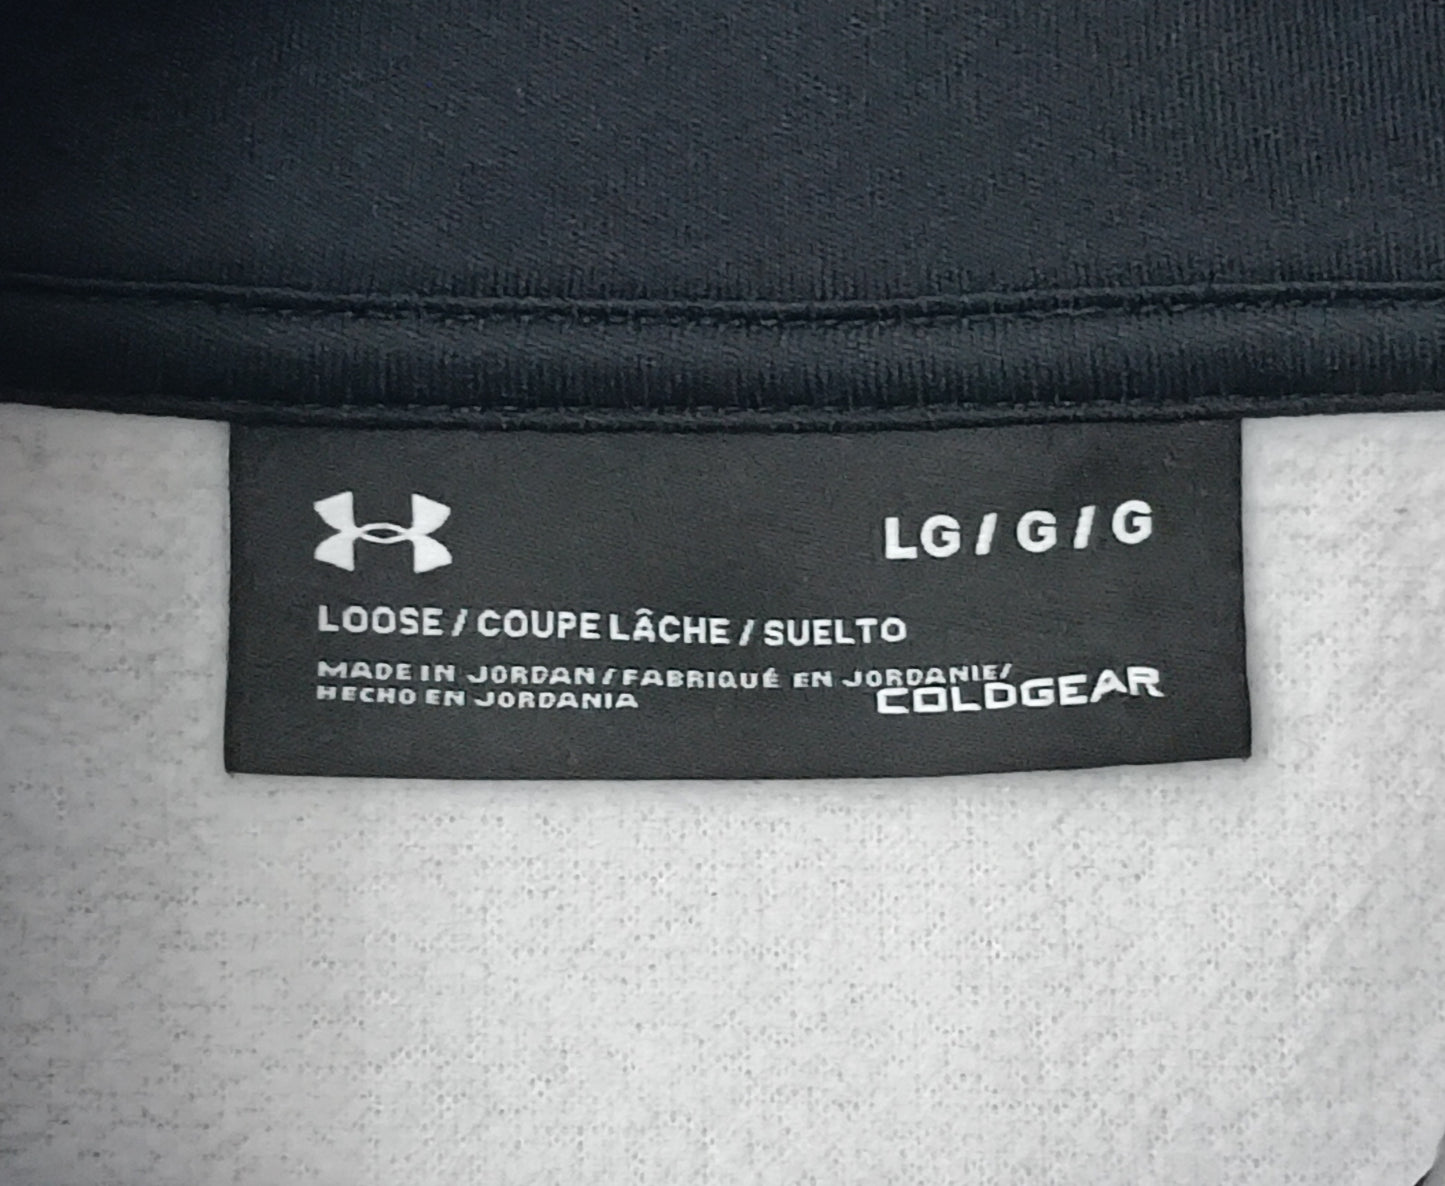 LG / G / G
LOOSE / COUPE LÂCHE / SUELTO
MADE IN JORDAN / FABRIQUÉ EN JORDANIE/
HECHO EN JORDANIA
COLDGEAR